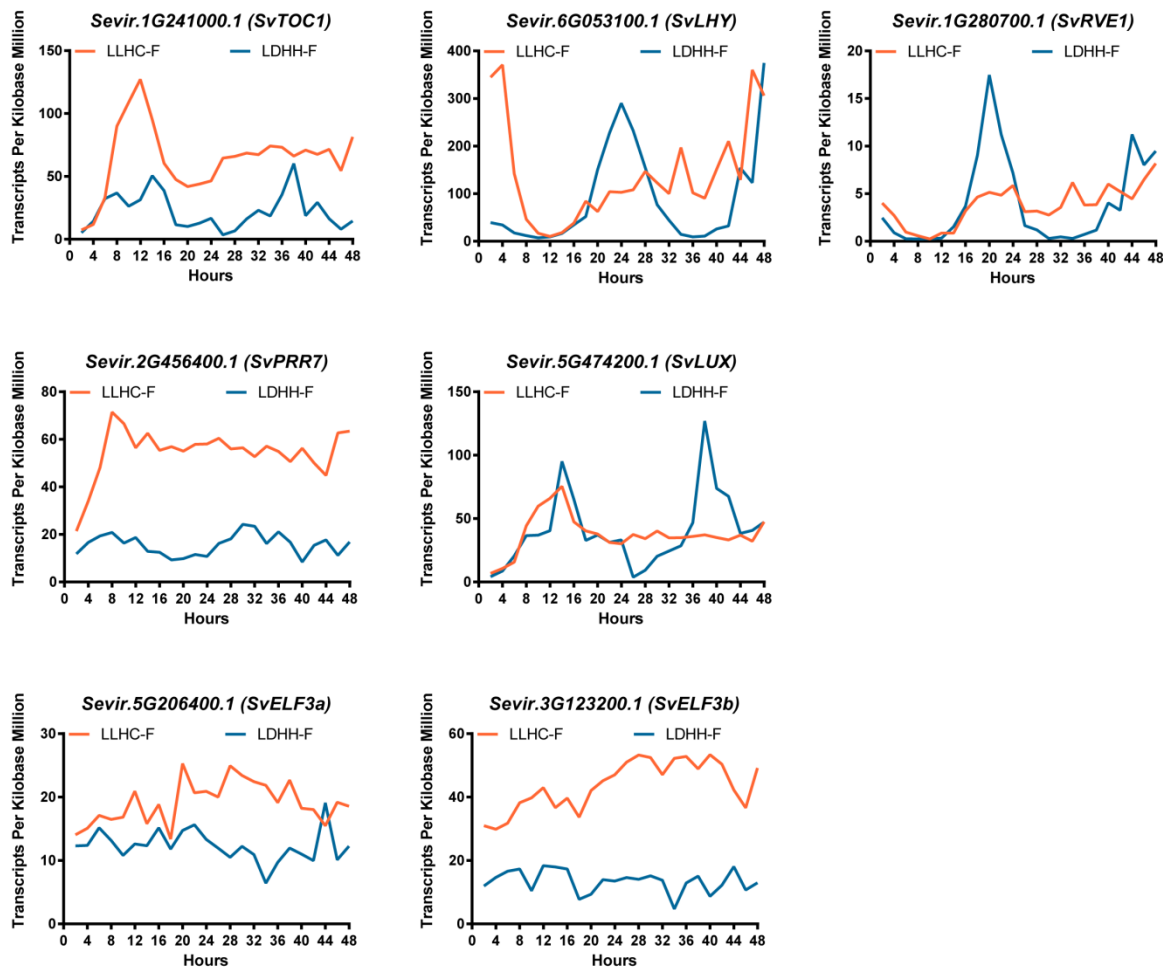 Sevir.1G241000.1 (SvTOC1)
LLHC-F LDHH-F
Transcripts Per Kilobase Million
150
100
50
0
0 4 8 12 16 20 24 28 32 36 40 44 48
Hours
Sevir.6G053100.1 (SvLHY)
LLHC-F LDHH-F
Transcripts Per Kilobase Million
400
300
200
100
0
0 4 8 12 16 20 24 28 32 36 40 44 48
Hours
Sevir.1G280700.1 (SvRVE1)
LLHC-F LDHH-F
Transcripts Per Kilobase Million
20
15
10
5
0
0 4 8 12 16 20 24 28 32 36 40 44 48
Hours
Sevir.2G456400.1 (SvPRR7)
LLHC-F LDHH-F
Transcripts Per Kilobase Million
80
60
40
20
0
0 4 8 12 16 20 24 28 32 36 40 44 48
Hours
Sevir.5G474200.1 (SvLUX)
LLHC-F LDHH-F
Transcripts Per Kilobase Million
150
100
50
0
0 4 8 12 16 20 24 28 32 36 40 44 48
Hours
Sevir.5G206400.1 (SvELF3a)
LLHC-F LDHH-F
Transcripts Per Kilobase Million
30
20
10
0
0 4 8 12 16 20 24 28 32 36 40 44 48
Hours
Sevir.3G123200.1 (SvELF3b)
LLHC-F LDHH-F
Transcripts Per Kilobase Million
60
40
20
0
0 4 8 12 16 20 24 28 32 36 40 44 48
Hours